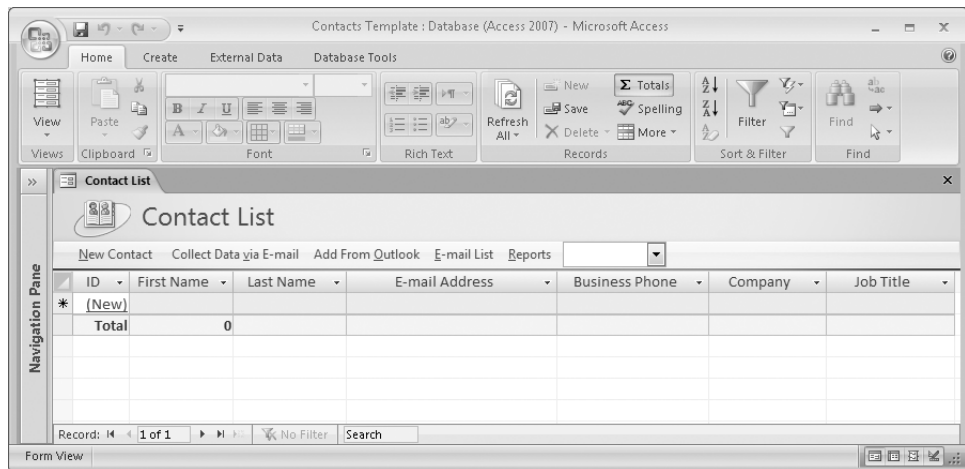 Contacts Template : Database (Access 2007) - Microsoft Access
Home Create External Data Database Tools
View
Paste
B I U
A
Refresh All
New
Save
Delete
Σ Totals
Spelling
More
Filter
Find
Views Clipboard Font Rich Text Records Sort & Filter Find
Contact List
Contact List
New Contact Collect Data via E-mail Add From Outlook E-mail List Reports
ID First Name Last Name E-mail Address Business Phone Company Job Title
(New)
Total 0
Navigation Pane
Record: 1 of 1 No Filter Search
Form View